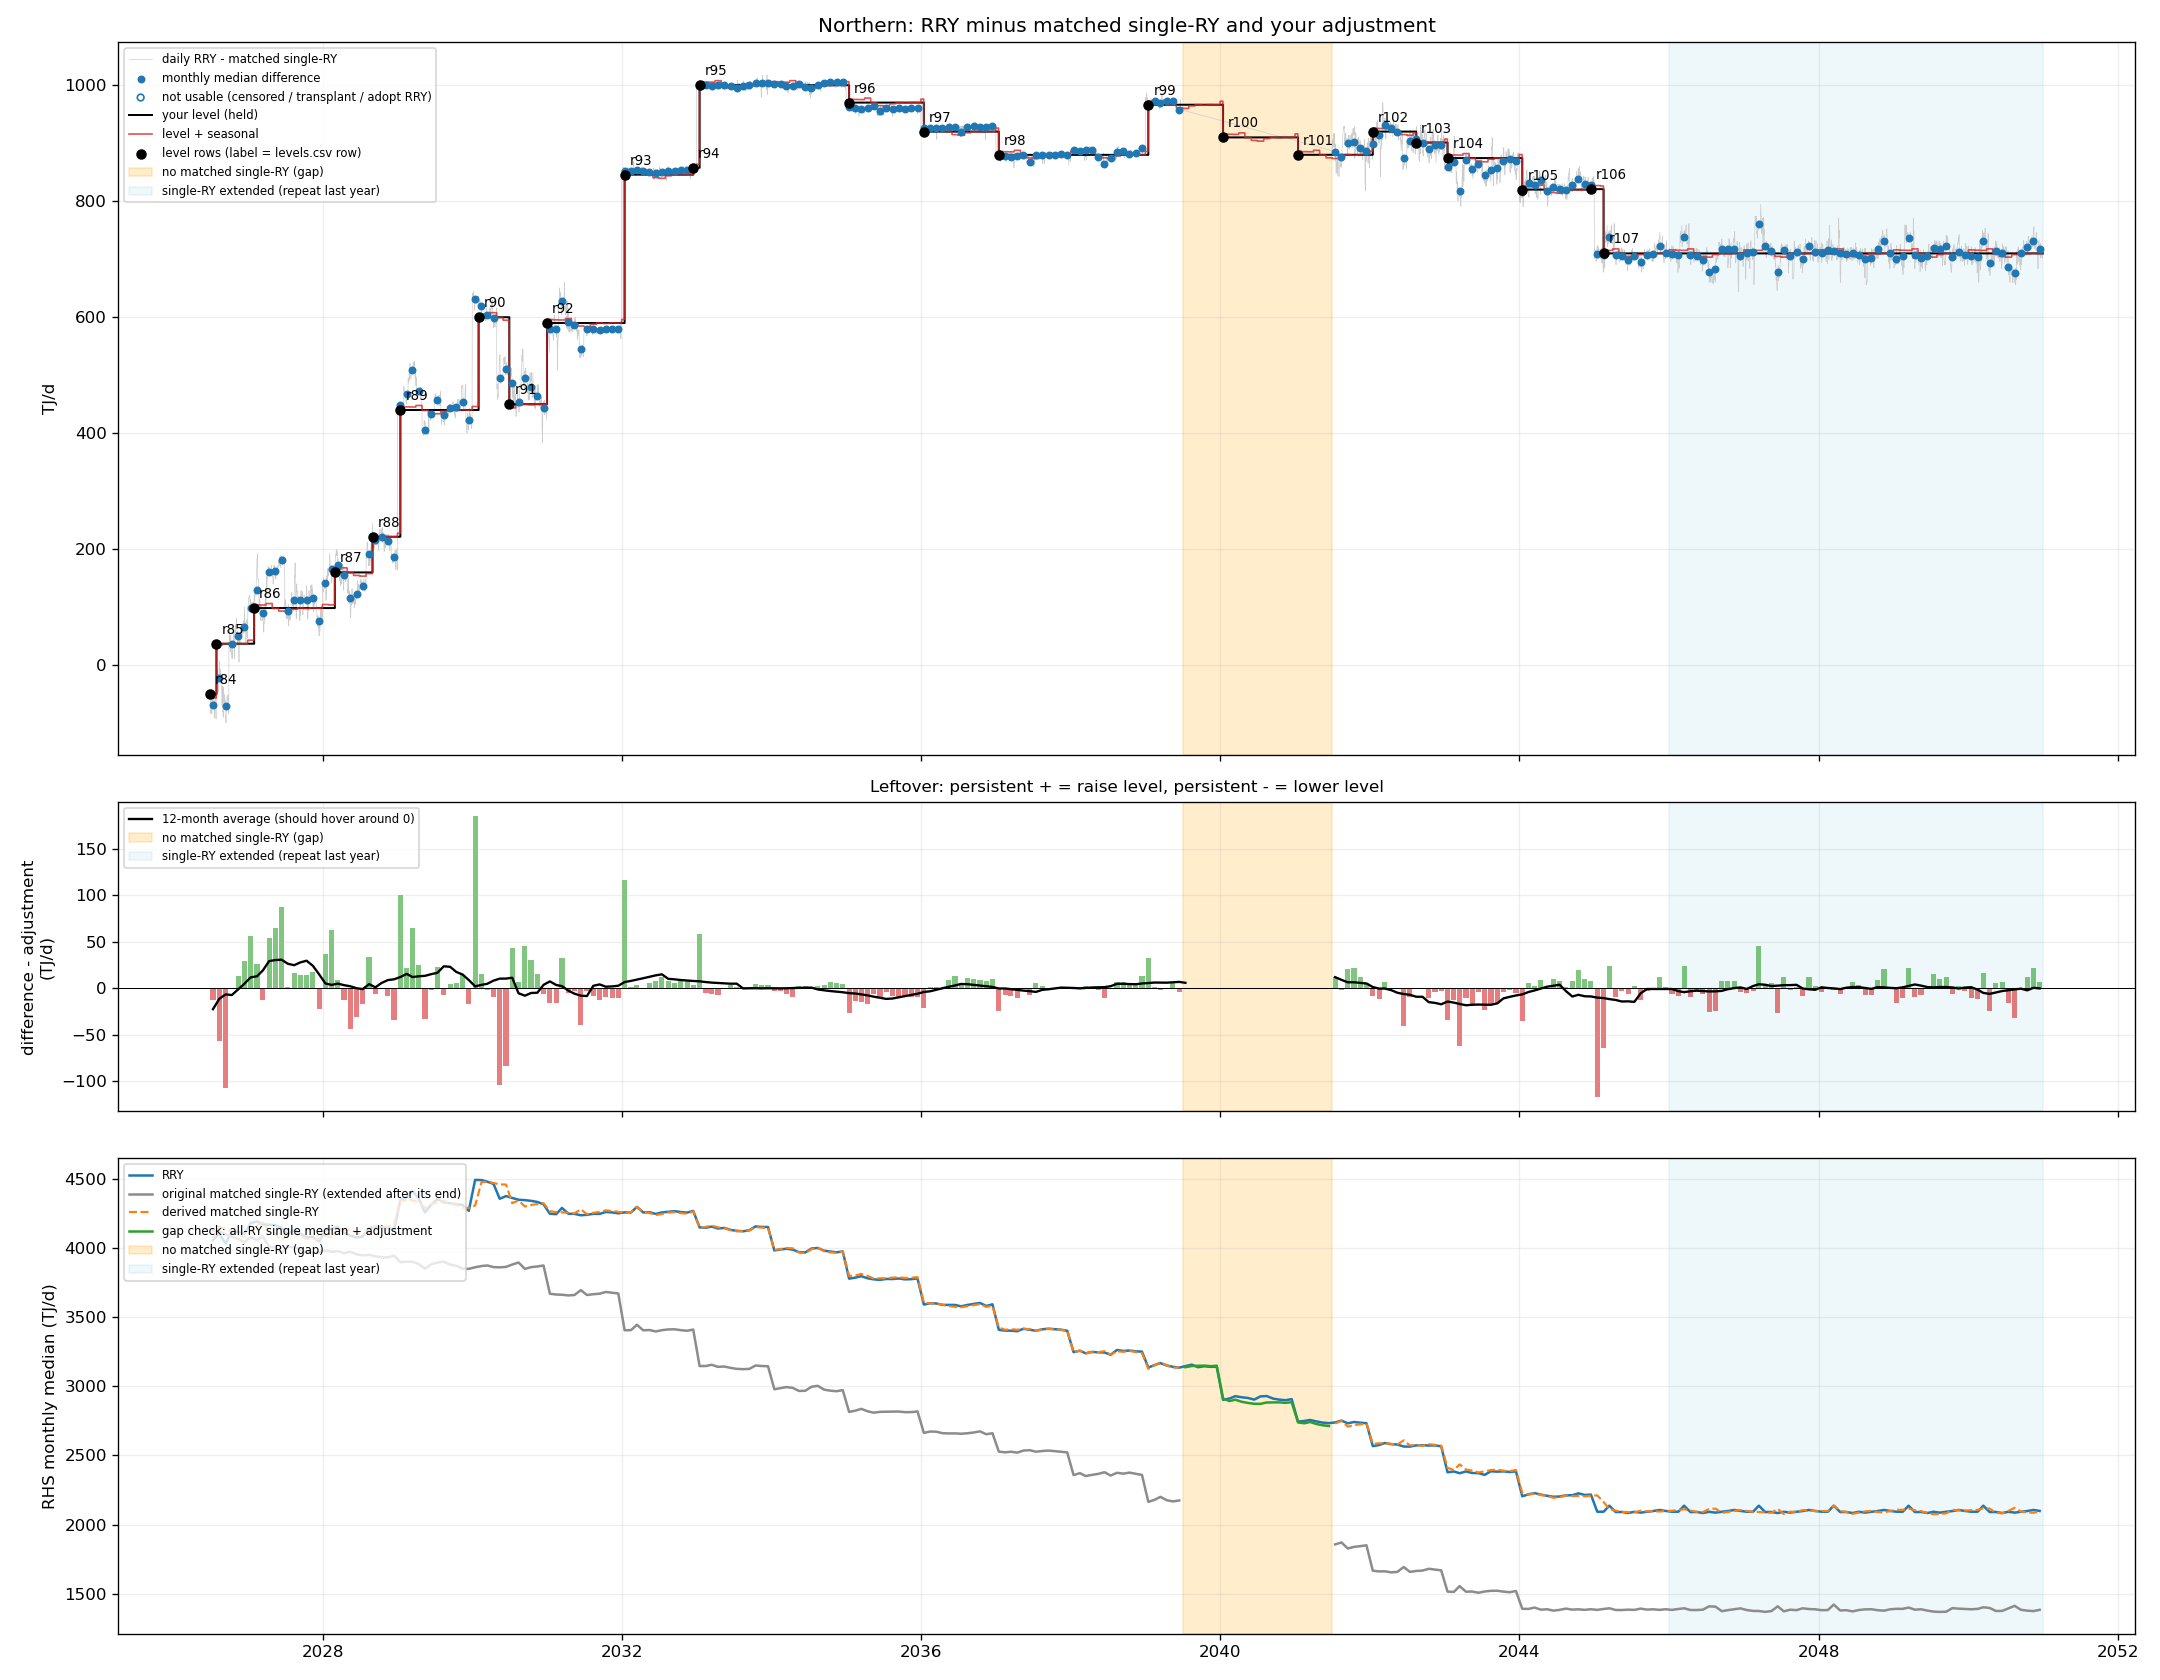 Northern: RRY minus matched single-RY and your adjustment
daily RRY - matched single-RY
monthly median difference
not usable (censored / transplant / adopt RRY)
your level (held)
level + seasonal
level rows (label = levels.csv row)
no matched single-RY (gap)
single-RY extended (repeat last year)
TJ/d
1000
800
600
400
200
0
r84
r85
r86
r87
r88
r89
r90
r91
r92
r93
r94
r95
r96
r97
r98
r99
r100
r101
r102
r103
r104
r105
r106
r107
Leftover: persistent + = raise level, persistent - = lower level
12-month average (should hover around 0)
no matched single-RY (gap)
single-RY extended (repeat last year)
difference - adjustment
(TJ/d)
150
100
50
0
−50
−100
RRY
original matched single-RY (extended after its end)
derived matched single-RY
gap check: all-RY single median + adjustment
no matched single-RY (gap)
single-RY extended (repeat last year)
RHS monthly median (TJ/d)
4500
4000
3500
3000
2500
2000
1500
2028
2032
2036
2040
2044
2048
2052